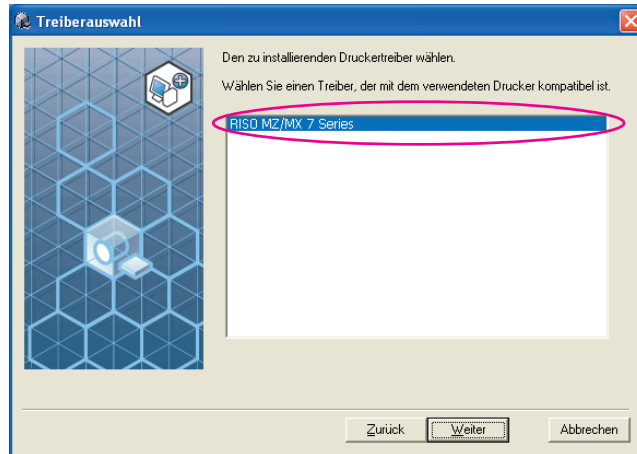 Treiberauswahl
Den zu installierenden Druckertreiber wählen.
Wählen Sie einen Treiber, der mit dem verwendeten Drucker kompatibel ist.
RISO MZ/MX 7 Series
Zurück
Weiter
Abbrechen